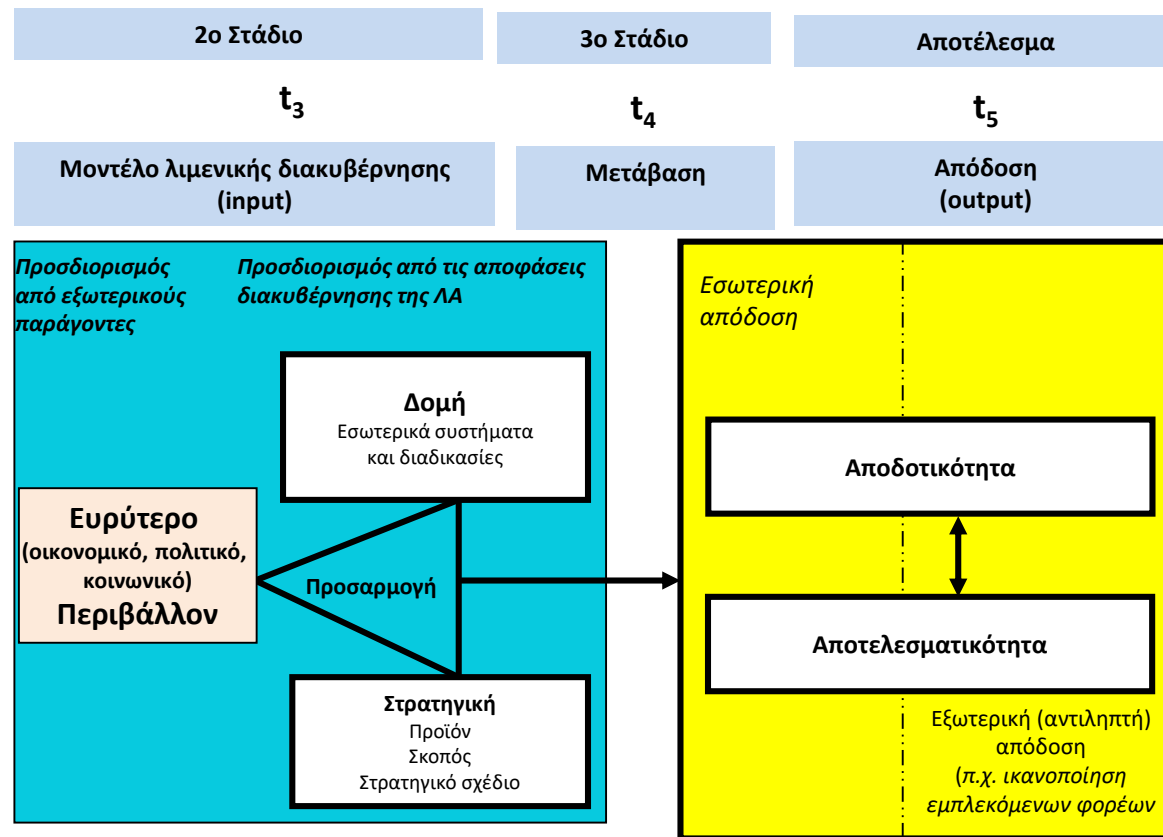 2ο Στάδιο
3ο Στάδιο
Αποτέλεσμα
t3
t4
t5
Μοντέλο λιμενικής διακυβέρνησης
(input)
Μετάβαση
Απόδοση
(output)
Προσδιορισμός
από εξωτερικούς
παράγοντες
Προσδιορισμός από τις αποφάσεις
διακυβέρνησης της ΛΑ
Δομή
Εσωτερικά συστήματα
και διαδικασίες
Ευρύτερο
(οικονομικό, πολιτικό,
κοινωνικό)
Περιβάλλον
Προσαρμογή
Στρατηγική
Προϊόν
Σκοπός
Στρατηγικό σχέδιο
Εσωτερική
απόδοση
Αποδοτικότητα
Αποτελεσματικότητα
Εξωτερική (αντιληπτή)
απόδοση
(π.χ. ικανοποίηση
εμπλεκόμενων φορέων